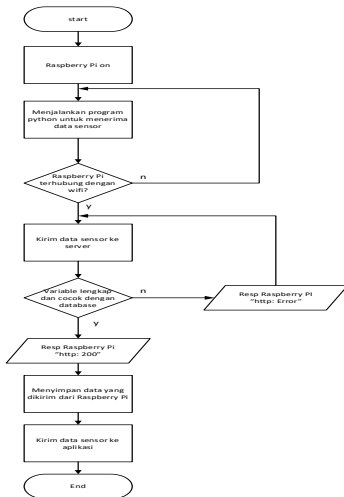 start
Raspberry Pi on
Menjalankan program
python untuk menerima
data sensor
Raspberry Pi
terhubung dengan
wifi?
n
y
Kirim data sensor ke
server
Variable lengkap
dan cocok dengan
database
n
Resp Raspberry Pi
"http: Error"
y
Resp Raspberry Pi
"http: 200"
Menyimpan data yang
dikirim dari Raspberry Pi
Kirim data sensor ke
aplikasi
End